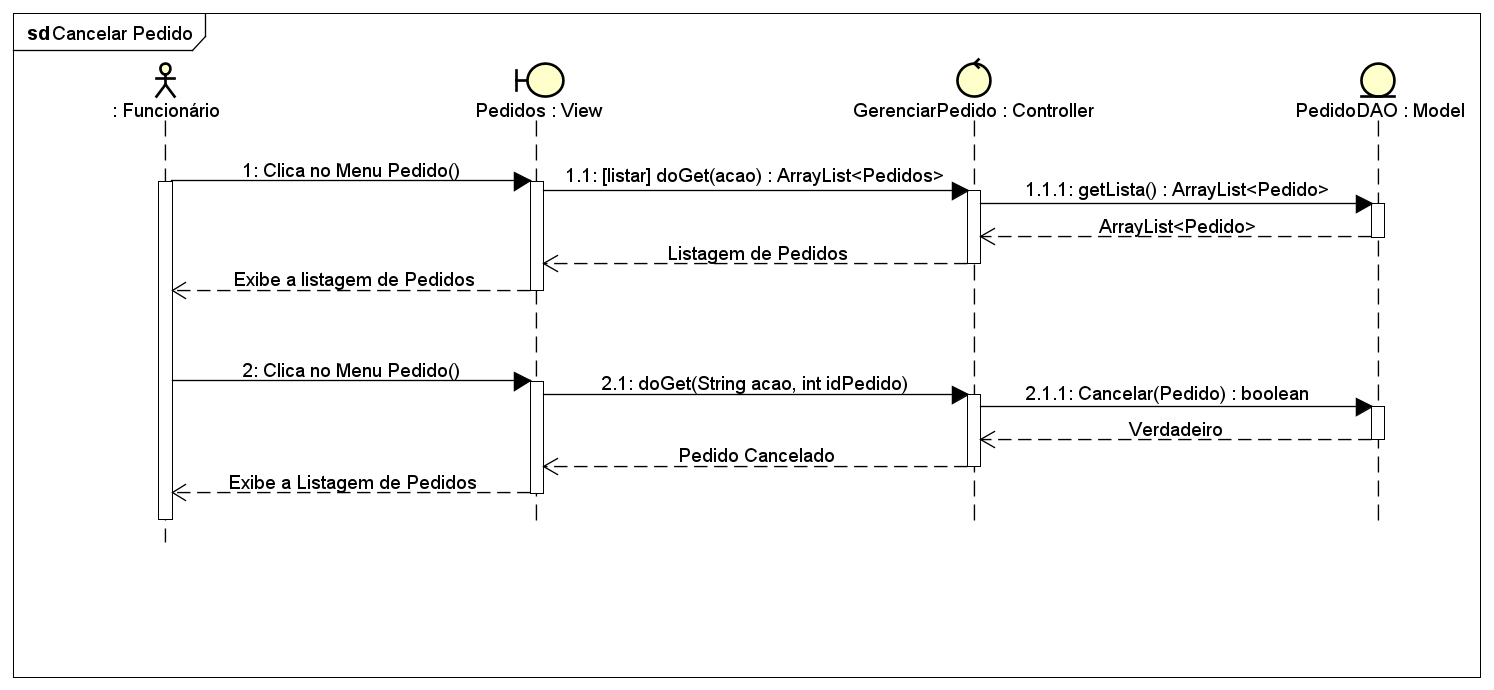 sd Cancelar Pedido
: Funcionário
Pedidos : View
GerenciarPedido : Controller
PedidoDAO : Model
1: Clica no Menu Pedido()
1.1: [listar] doGet(acao) : ArrayList<Pedidos>
1.1.1: getLista() : ArrayList<Pedido>
ArrayList<Pedido>
Listagem de Pedidos
Exibe a listagem de Pedidos
2: Clica no Menu Pedido()
2.1: doGet(String acao, int idPedido)
2.1.1: Cancelar(Pedido) : boolean
Verdadeiro
Pedido Cancelado
Exibe a Listagem de Pedidos